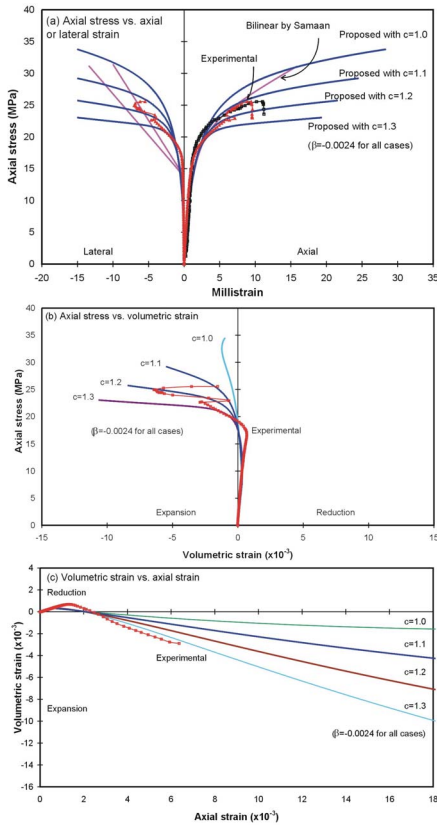 (a) Axial stress vs. axial
or lateral strain
Bilinear by Samaan
Experimental
Proposed with c=1.0
Proposed with c=1.1
Proposed with c=1.2
Proposed with c=1.3
(β=-0.0024 for all cases)
Lateral
Axial
Axial stress (MPa)
40
35
30
25
20
15
10
5
0
-20 -15 -10 -5 0 5 10 15 20 25 30 35
Millistrain
(b) Axial stress vs. volumetric strain
c=1.0
c=1.1
c=1.2
c=1.3
(β=-0.0024 for all cases)
Experimental
Expansion
Reduction
Axial stress (MPa)
40
35
30
25
20
15
10
5
0
-15 -10 -5 0 5 10 15
Volumetric strain (x10⁻³)
(c) Volumetric strain vs. axial strain
Reduction
c=1.0
c=1.1
Experimental
c=1.2
Expansion
c=1.3
(β=-0.0024 for all cases)
Volumetric strain (x10⁻³)
4
2
0
-2
-4
-6
-8
-10
-12
-14
-16
0 2 4 6 8 10 12 14 16 18
Axial strain (x10⁻³)